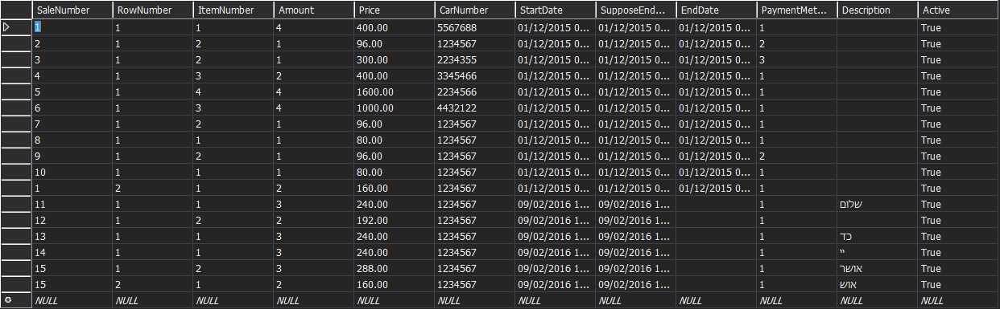 SaleNumber RowNumber ItemNumber Amount Price CarNumber StartDate SupposeEnd... EndDate PaymentMet... Description Active
1 1 1 4 400.00 5567688 01/12/2015 0... 01/12/2015 0... 01/12/2015 0... 1 True
2 1 2 1 96.00 1234567 01/12/2015 0... 01/12/2015 0... 01/12/2015 0... 2 True
3 1 2 1 300.00 2234355 01/12/2015 0... 01/12/2015 0... 01/12/2015 0... 3 True
4 1 3 2 400.00 3345466 01/12/2015 0... 01/12/2015 0... 01/12/2015 0... 1 True
5 1 4 4 1600.00 2234566 01/12/2015 0... 01/12/2015 0... 01/12/2015 0... 1 True
6 1 3 4 1000.00 4432122 01/12/2015 0... 01/12/2015 0... 01/12/2015 0... 1 True
7 1 2 1 96.00 1234567 01/12/2015 0... 01/12/2015 0... 01/12/2015 0... 1 True
8 1 1 1 80.00 1234567 01/12/2015 0... 01/12/2015 0... 01/12/2015 0... 1 True
9 1 2 1 96.00 1234567 01/12/2015 0... 01/12/2015 0... 01/12/2015 0... 2 True
10 1 1 1 80.00 1234567 01/12/2015 0... 01/12/2015 0... 01/12/2015 0... 1 True
1 2 1 2 160.00 1234567 01/12/2015 0... 01/12/2015 0... 01/12/2015 0... 1 True
11 1 1 3 240.00 1234567 09/02/2016 1... 09/02/2016 1... 1 שלום True
12 1 2 2 192.00 1234567 09/02/2016 1... 09/02/2016 1... 1 True
13 1 1 3 240.00 1234567 09/02/2016 1... 09/02/2016 1... 1 כד True
14 1 1 3 240.00 1234567 09/02/2016 1... 09/02/2016 1... 1 יי True
15 1 2 3 288.00 1234567 09/02/2016 1... 09/02/2016 1... 1 אושר True
15 2 1 2 160.00 1234567 09/02/2016 1... 09/02/2016 1... 1 אוש True
NULL NULL NULL NULL NULL NULL NULL NULL NULL NULL NULL NULL